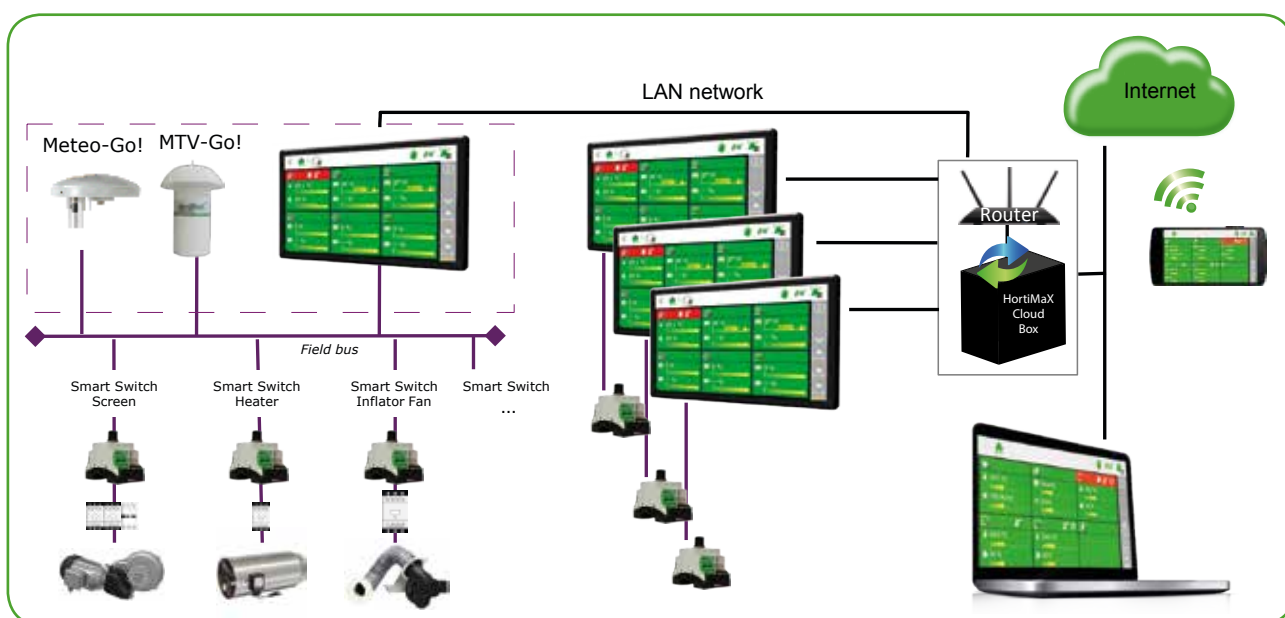 LAN network
Internet
Meteo-Go!
MTV-Go!
Router
HortiMaX
Cloud
Box
Field bus
Smart Switch
Screen
Smart Switch
Heater
Smart Switch
Inflator Fan
Smart Switch
...